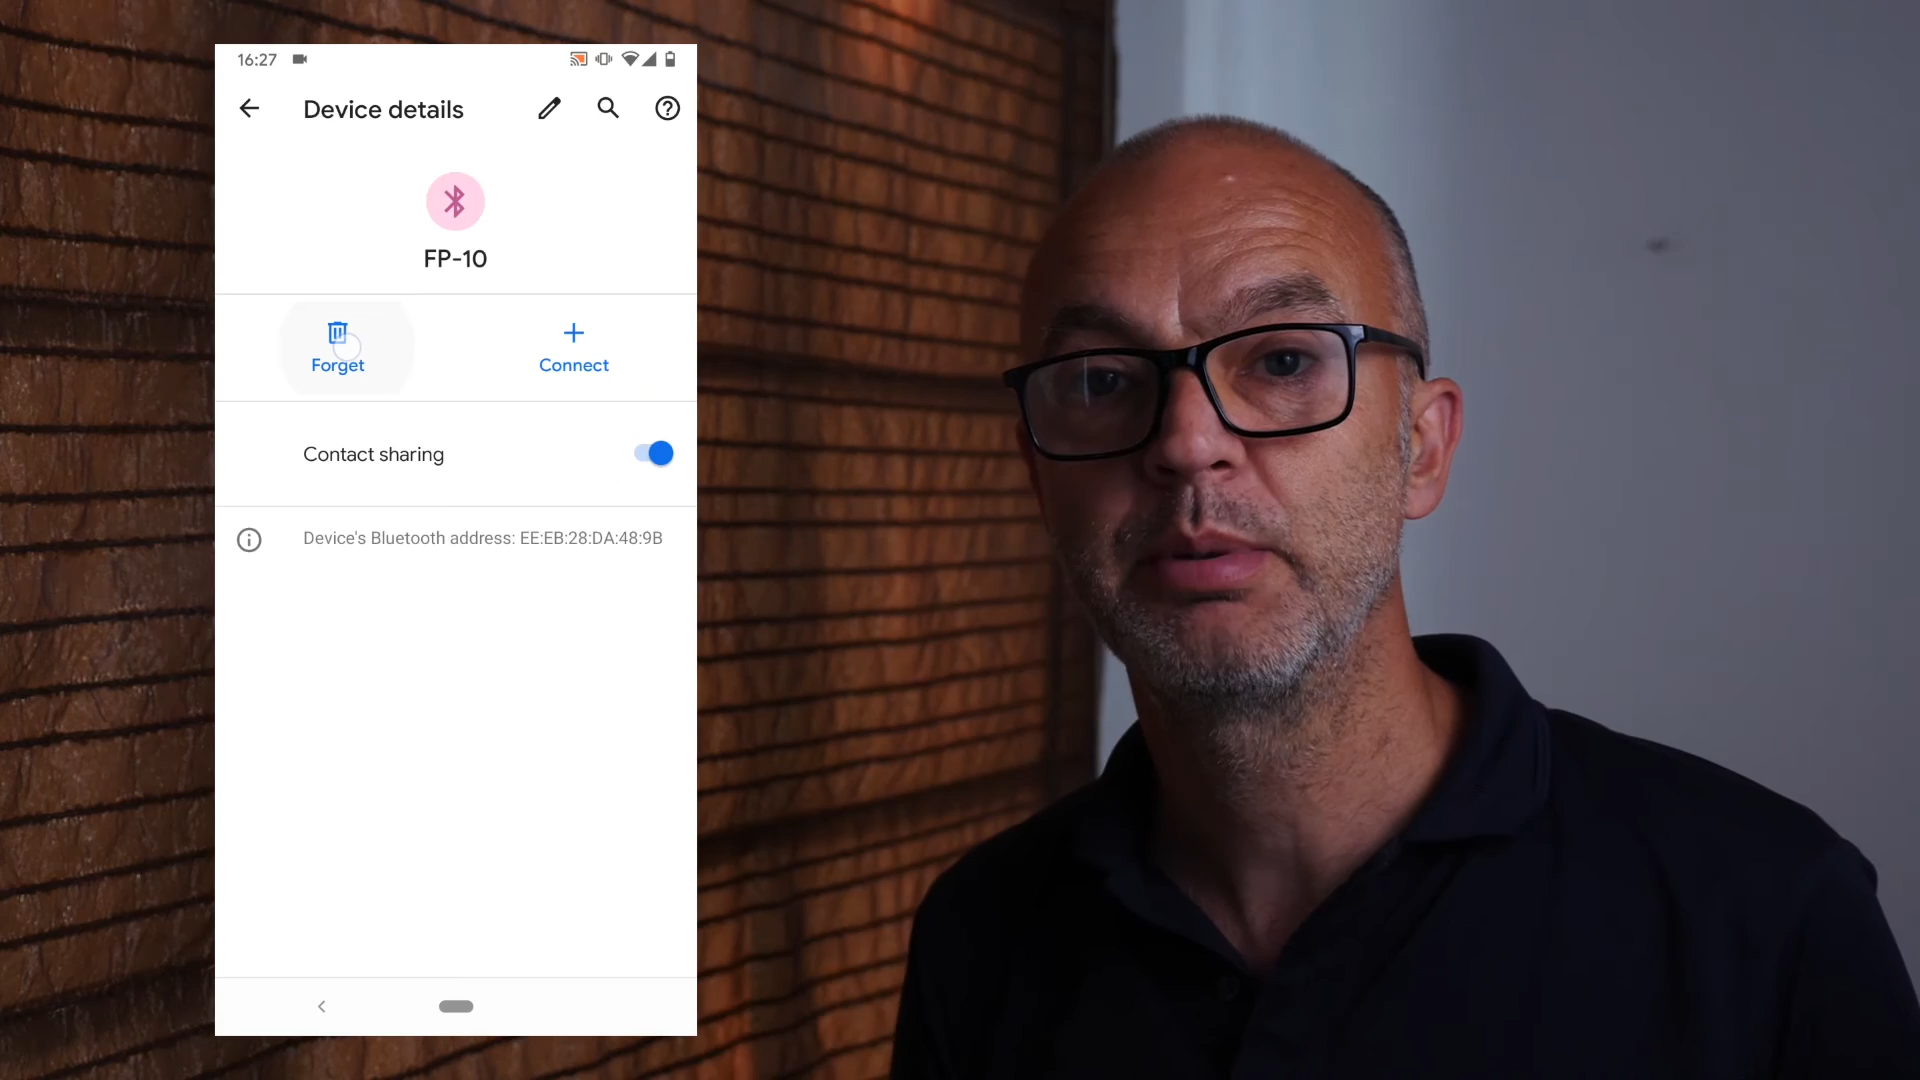 16:27
Device details
FP-10
Forget
Connect
Contact sharing
Device's Bluetooth address: EE:EB:28:DA:48:9B